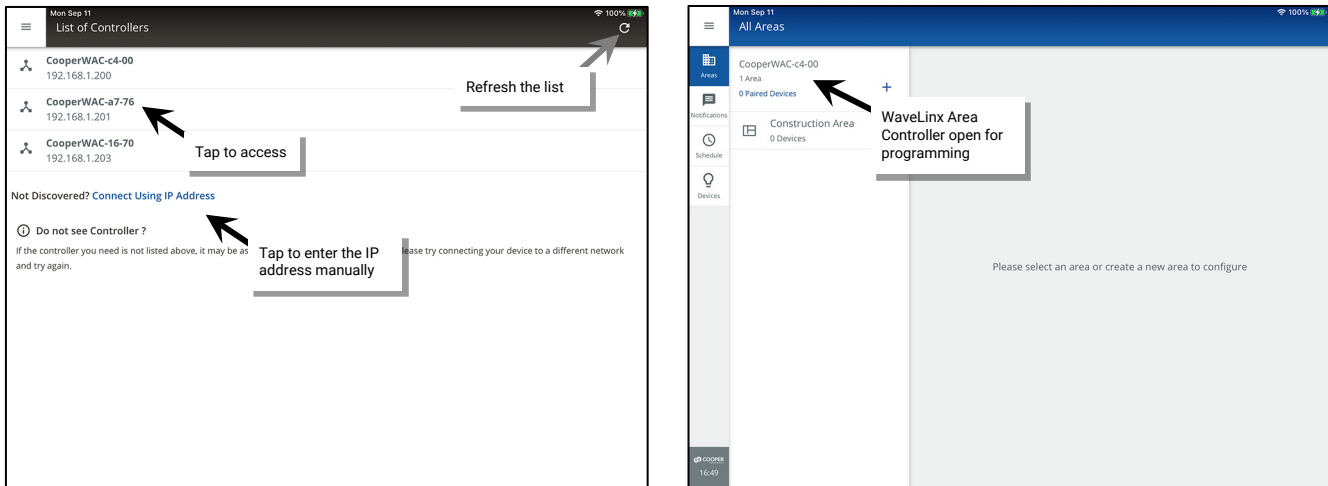 Mon Sep 11
100%
List of Controllers
CooperWAC-c4-00
192.168.1.200
Refresh the list
CooperWAC-a7-76
192.168.1.201
CooperWAC-16-70
192.168.1.203
Tap to access
Not Discovered? Connect Using IP Address
Do not see Controller ?
If the controller you need is not listed above, it may be as
lease try connecting your device to a different network
and try again.
Tap to enter the IP
address manually
Mon Sep 11
100%
All Areas
Areas
Notifications
Schedule
Devices
CooperWAC-c4-00
1 Area
0 Paired Devices
+
Construction Area
0 Devices
WaveLinx Area
Controller open for
programming
Please select an area or create a new area to configure
COOPER
16:49